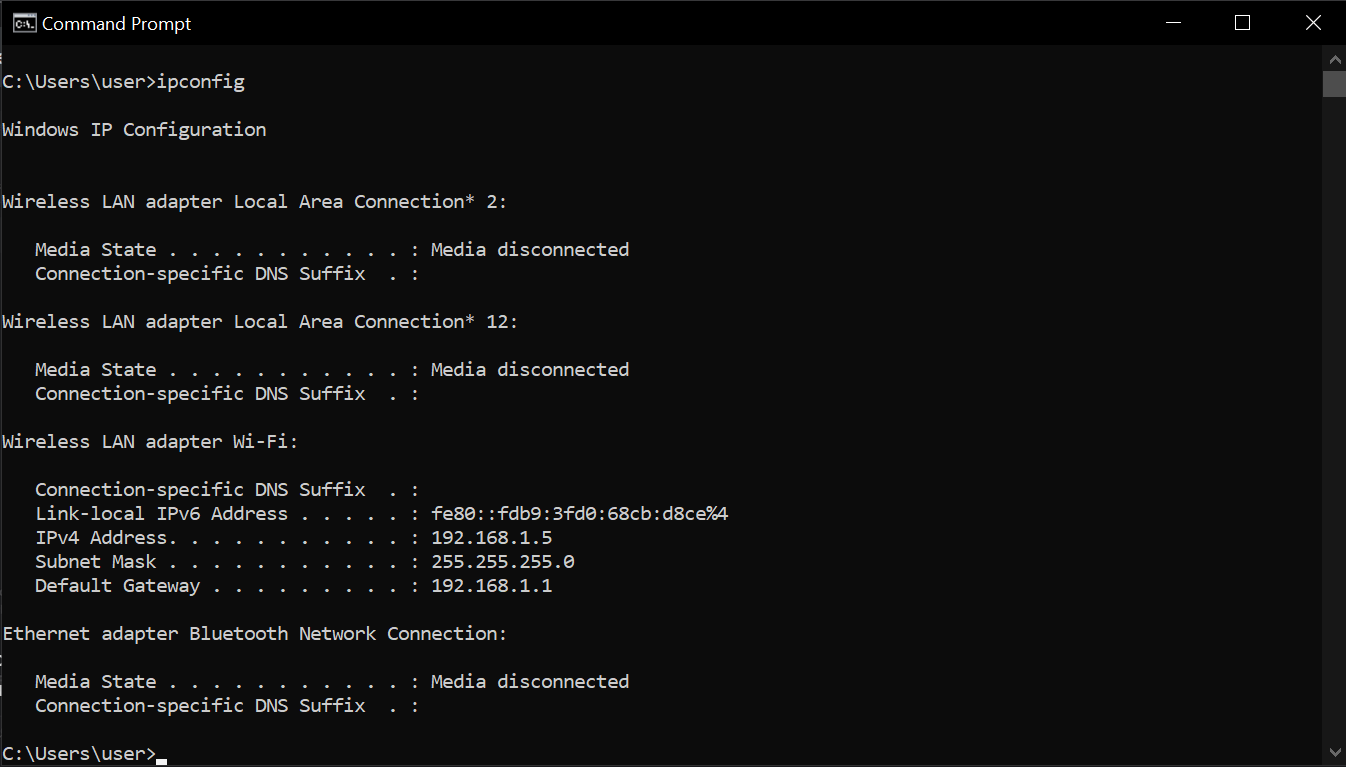 Command Prompt
C:\Users\user>ipconfig
Windows IP Configuration
Wireless LAN adapter Local Area Connection* 2:
   Media State . . . . . . . . . . . : Media disconnected
   Connection-specific DNS Suffix  . :
Wireless LAN adapter Local Area Connection* 12:
   Media State . . . . . . . . . . . : Media disconnected
   Connection-specific DNS Suffix  . :
Wireless LAN adapter Wi-Fi:
   Connection-specific DNS Suffix  . :
   Link-local IPv6 Address . . . . . : fe80::fdb9:3fd0:68cb:d8ce%4
   IPv4 Address. . . . . . . . . . . : 192.168.1.5
   Subnet Mask . . . . . . . . . . . : 255.255.255.0
   Default Gateway . . . . . . . . . : 192.168.1.1
Ethernet adapter Bluetooth Network Connection:
   Media State . . . . . . . . . . . : Media disconnected
   Connection-specific DNS Suffix  . :
C:\Users\user>